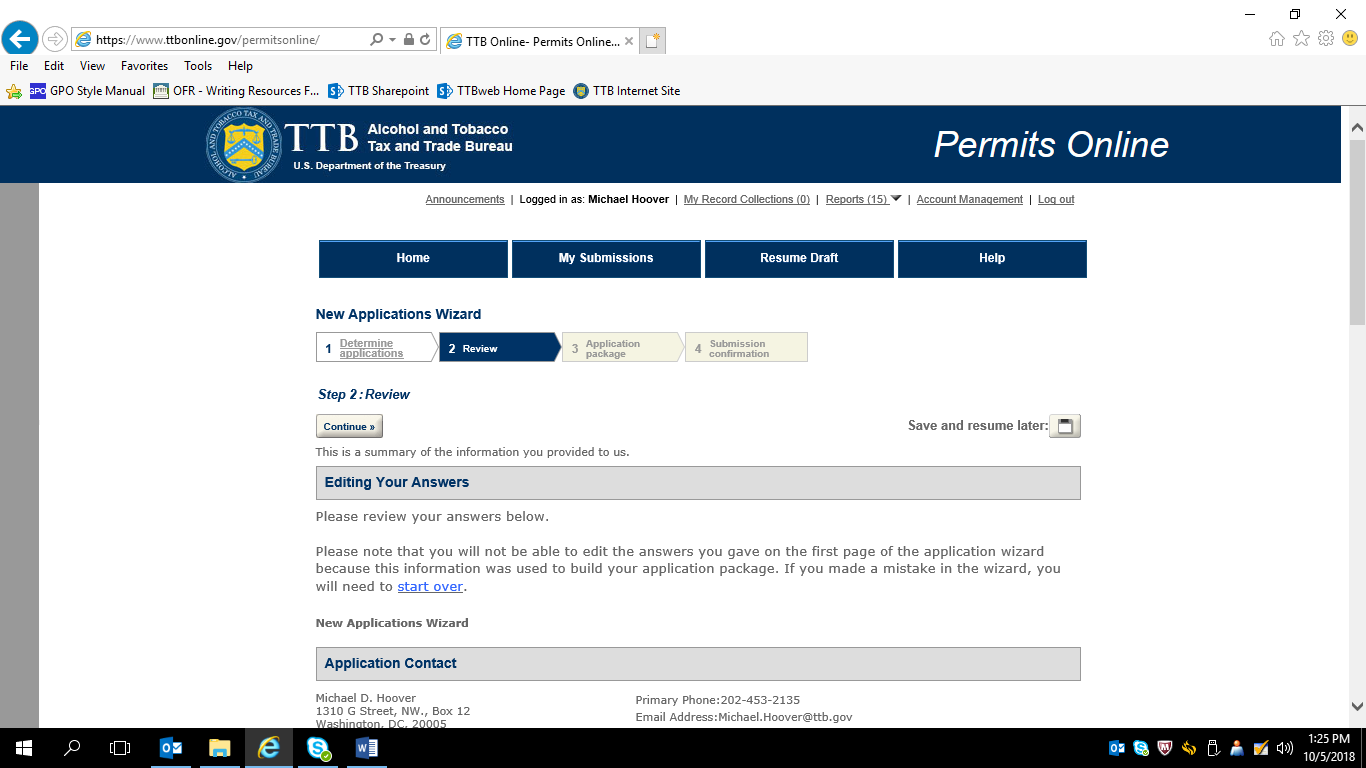 https://www.ttbonline.gov/permitsonline/
TTB Online- Permits Online...
File Edit View Favorites Tools Help
GPO GPO Style Manual OFR - Writing Resources F... TTB Sharepoint TTBweb Home Page TTB Internet Site
TTB Alcohol and Tobacco
Tax and Trade Bureau
U.S. Department of the Treasury
Permits Online
Announcements | Logged in as: Michael Hoover | My Record Collections (0) | Reports (15) | Account Management | Log out
Home My Submissions Resume Draft Help
New Applications Wizard
1 Determine applications 2 Review 3 Application package 4 Submission confirmation
Step 2: Review
Continue » Save and resume later:
This is a summary of the information you provided to us.
Editing Your Answers
Please review your answers below.
Please note that you will not be able to edit the answers you gave on the first page of the application wizard
because this information was used to build your application package. If you made a mistake in the wizard, you
will need to start over.
New Applications Wizard
Application Contact
Michael D. Hoover Primary Phone:202-453-2135
1310 G Street, NW., Box 12 Email Address:Michael.Hoover@ttb.gov
Washington, DC, 20005
1:25 PM
10/5/2018